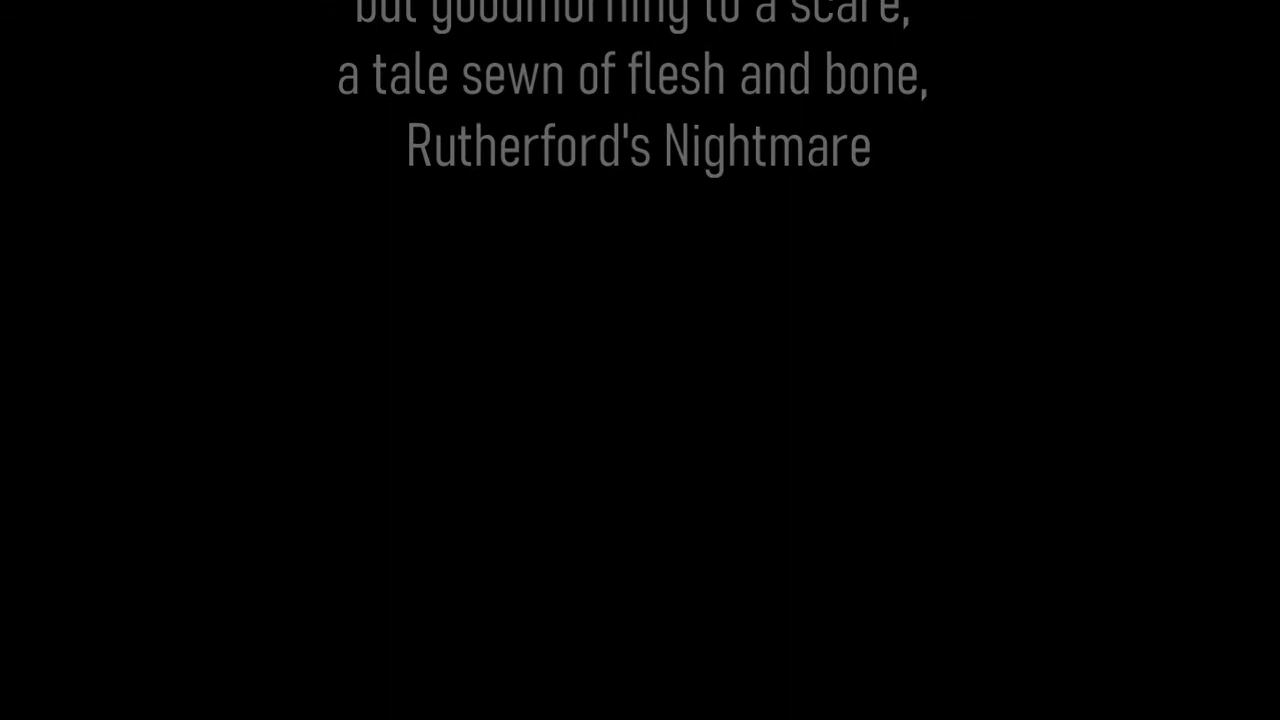 but goodmorning to a scare,
a tale sewn of flesh and bone,
Rutherford's Nightmare